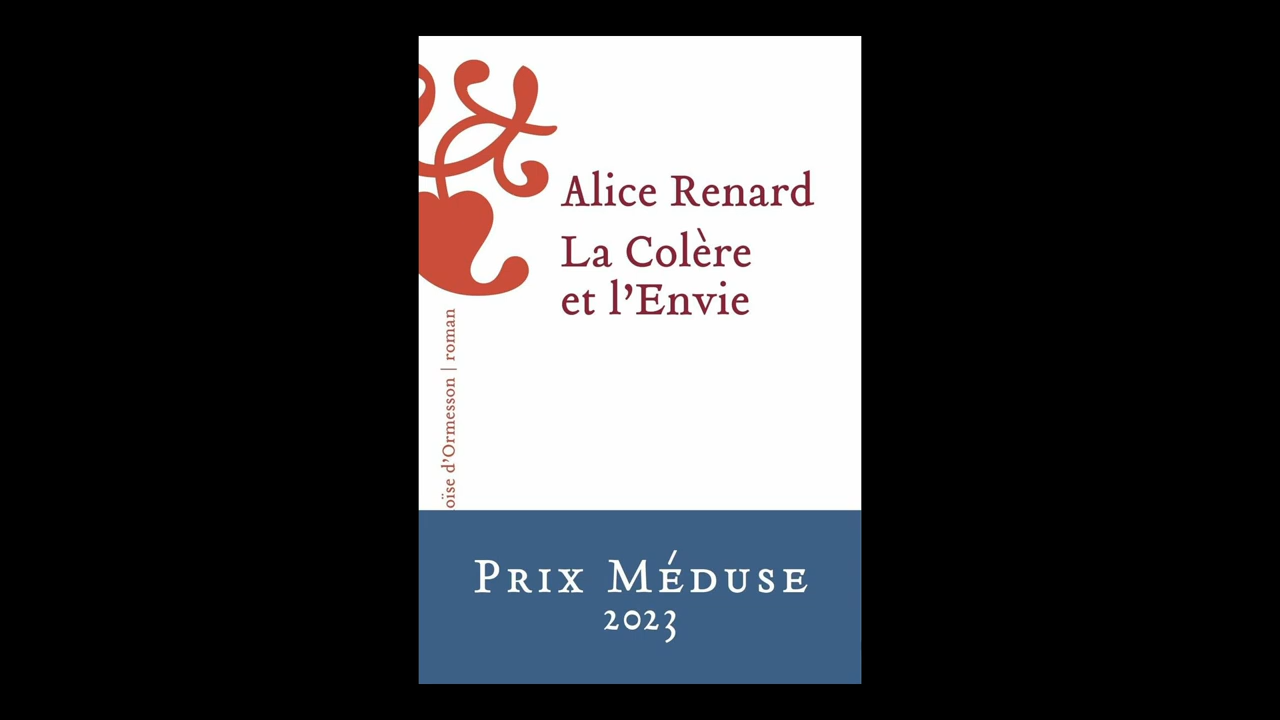 Alice Renard
La Colère
et l'Envie
oïse d'Ormesson | roman
Prix Méduse
2023